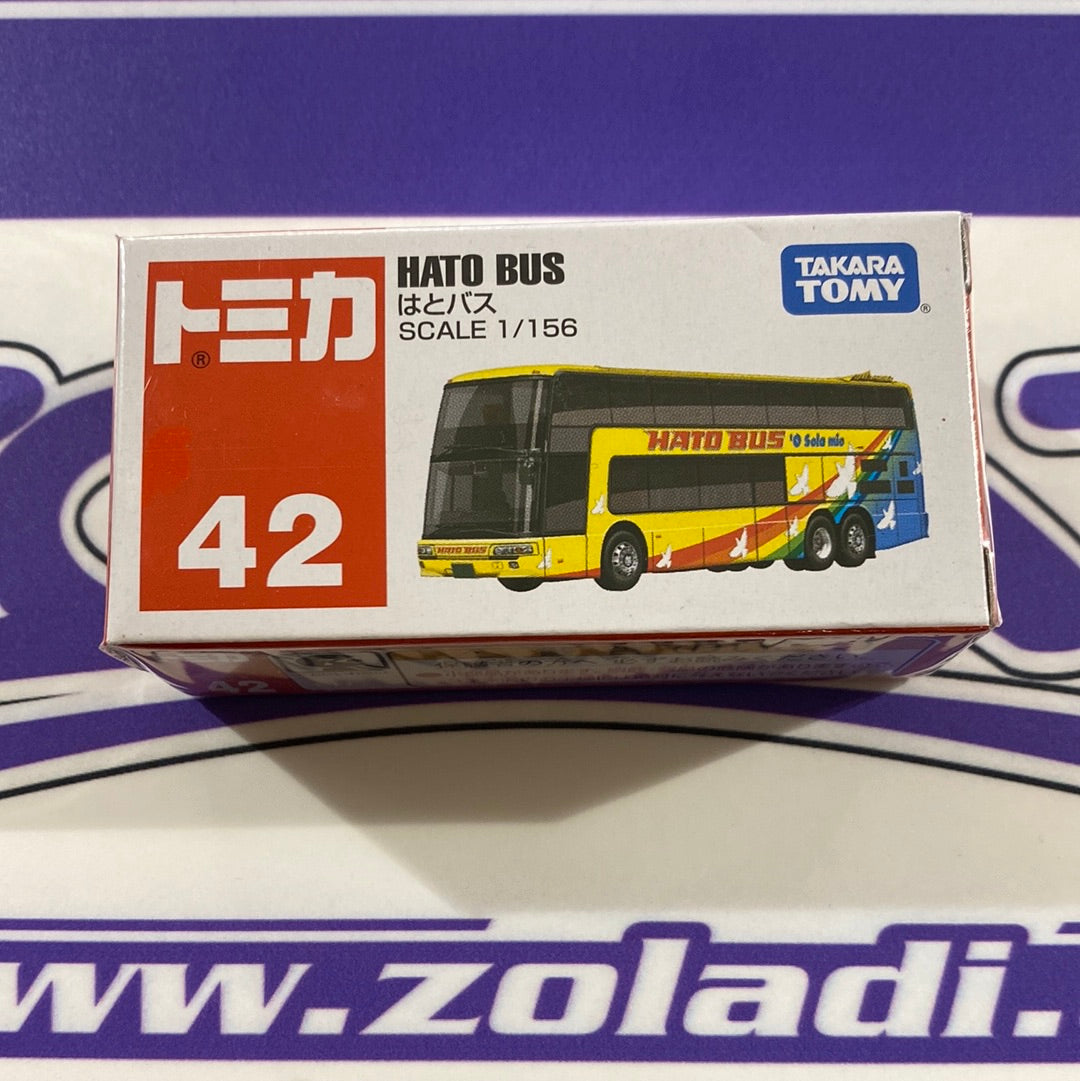 トミカ
®
42
HATO BUS
はとバス
SCALE 1/156
TAKARA
TOMY
®
HATO BUS 'O Sole mio
HATO BUS
42
www.zoladi.